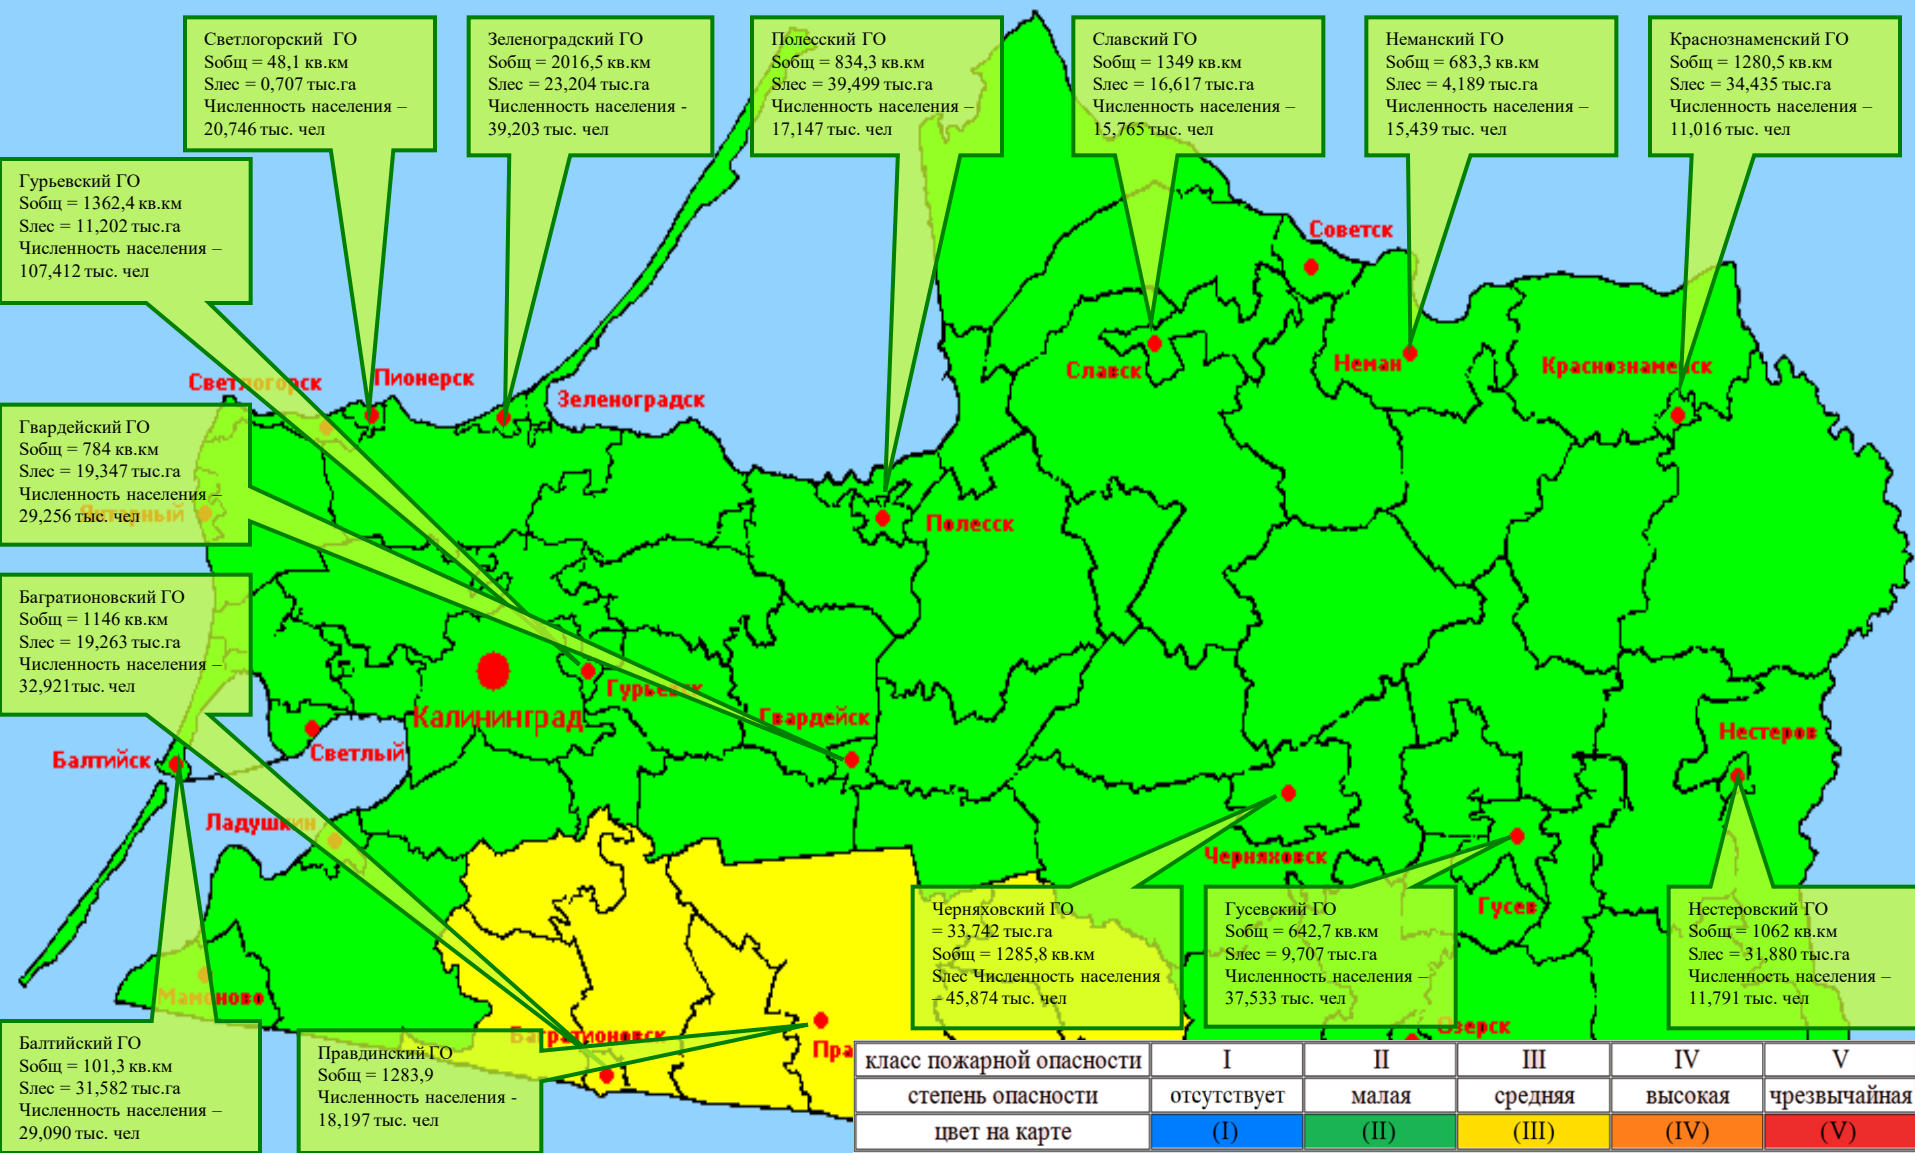 Светлогорский ГО
Sобщ = 48,1 кв.км
Sлес = 0,707 тыс.га
Численность населения –
20,746 тыс. чел
Зеленоградский ГО
Sобщ = 2016,5 кв.км
Sлес = 23,204 тыс.га
Численность населения -
39,203 тыс. чел
Полесский ГО
Sобщ = 834,3 кв.км
Sлес = 39,499 тыс.га
Численность населения –
17,147 тыс. чел
Славский ГО
Sобщ = 1349 кв.км
Sлес = 16,617 тыс.га
Численность населения –
15,765 тыс. чел
Неманский ГО
Sобщ = 683,3 кв.км
Sлес = 4,189 тыс.га
Численность населения –
15,439 тыс. чел
Краснознаменский ГО
Sобщ = 1280,5 кв.км
Sлес = 34,435 тыс.га
Численность населения –
11,016 тыс. чел
Гурьевский ГО
Sобщ = 1362,4 кв.км
Sлес = 11,202 тыс.га
Численность населения –
107,412 тыс. чел
Советск
Светлогорск
Пионерск
Зеленоградск
Славск
Неман
Краснознаменск
Гвардейский ГО
Sобщ = 784 кв.км
Sлес = 19,347 тыс.га
Численность населения –
29,256 тыс. чел
Янтарный
Полесск
Багратионовский ГО
Sобщ = 1146 кв.км
Sлес = 19,263 тыс.га
Численность населения –
32,921тыс. чел
Гурьевск
Калининград
Гвардейск
Нестеров
Балтийск
Светлый
Ладушкин
Черняховск
Гусев
Мамоново
Багратионовск
Озерск
Пра
Черняховский ГО
= 33,742 тыс.га
Sобщ = 1285,8 кв.км
Sлес Численность населения
– 45,874 тыс. чел
Гусевский ГО
Sобщ = 642,7 кв.км
Sлес = 9,707 тыс.га
Численность населения –
37,533 тыс. чел
Нестеровский ГО
Sобщ = 1062 кв.км
Sлес = 31,880 тыс.га
Численность населения –
11,791 тыс. чел
Балтийский ГО
Sобщ = 101,3 кв.км
Sлес = 31,582 тыс.га
Численность населения –
29,090 тыс. чел
Правдинский ГО
Sобщ = 1283,9
Численность населения -
18,197 тыс. чел
класс пожарной опасности I II III IV V
степень опасности отсутствует малая средняя высокая чрезвычайная
цвет на карте (I) (II) (III) (IV) (V)